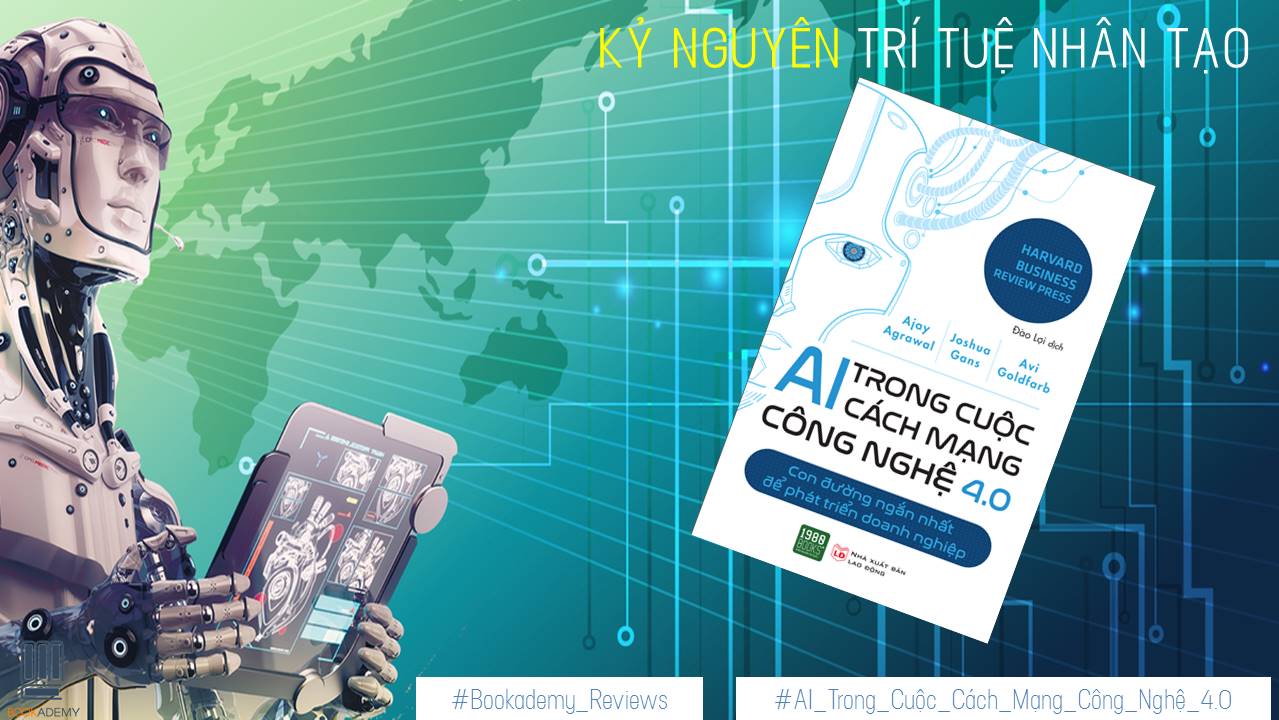 KỶ NGUYÊN TRÍ TUỆ NHÂN TẠO
HARVARD
BUSINESS
REVIEW PRESS
Đào Lợi dịch
Ajay
Agrawal
Joshua
Gans
Avi
Goldfarb
AI TRONG CUỘC
CÁCH MẠNG
CÔNG NGHỆ 4.0
Con đường ngắn nhất
để phát triển doanh nghiệp
1980
BOOKS
LĐ
NHÀ XUẤT BẢN
LAO ĐỘNG
BOOKADEMY
#Bookademy_Reviews
#AI_Trong_Cuộc_Cách_Mạng_Công_Nghệ_4.0